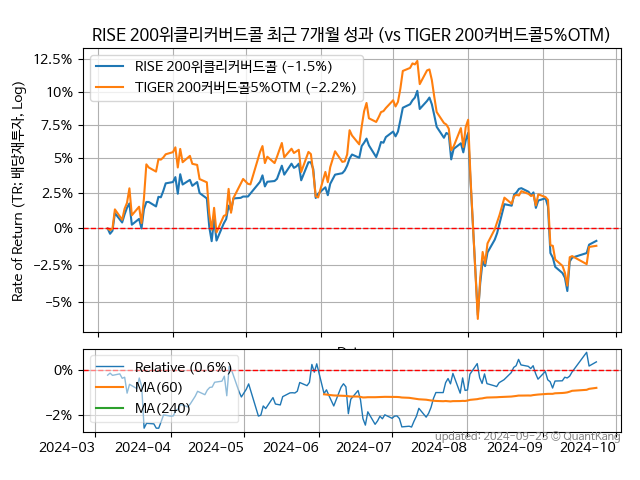 RISE 200위클리커버드콜 최근 7개월 성과 (vs TIGER 200커버드콜5%OTM)
Rate of Return (TR: 배당재투자, Log)
12.5%
10%
7.5%
5%
2.5%
0%
−2.5%
−5%
RISE 200위클리커버드콜 (−1.5%)
TIGER 200커버드콜5%OTM (−2.2%)
0%
−2%
Relative (0.6%)
MA(60)
MA(240)
updated: 2024-09-23 © QuantKang
2024-03
2024-04
2024-05
2024-06
2024-07
2024-08
2024-09
2024-10